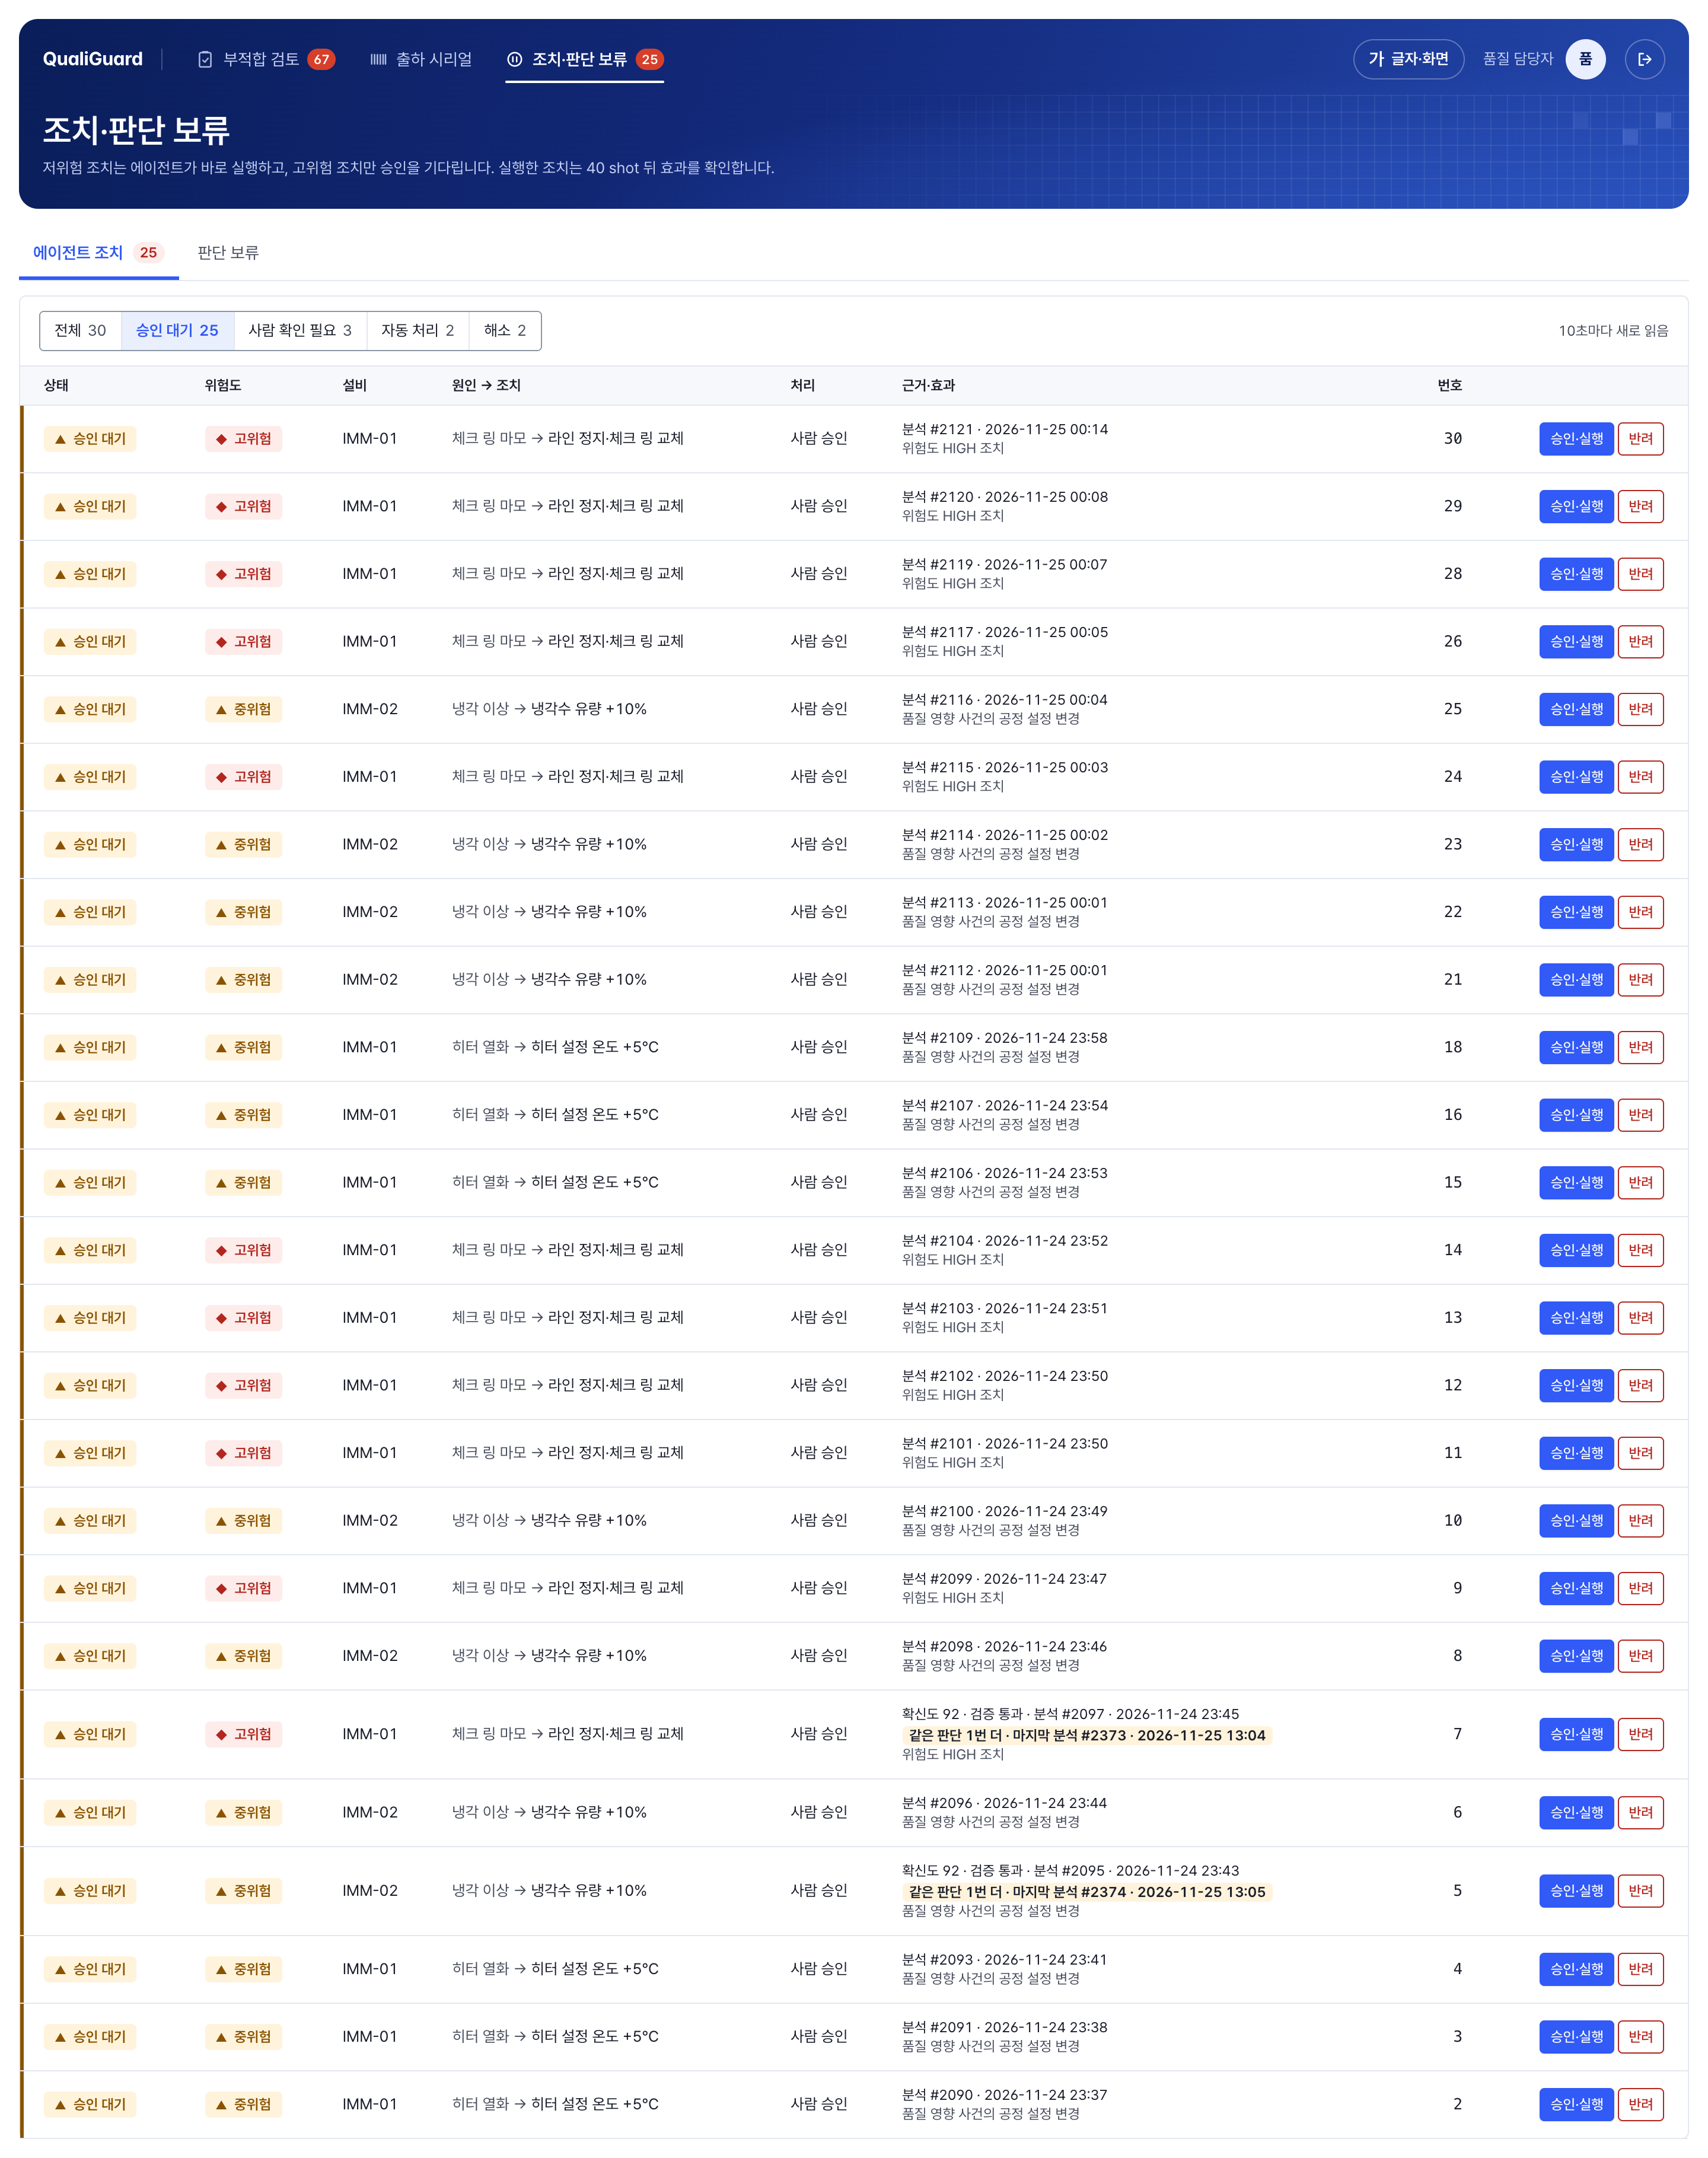 QualiGuard 부적합 검토 67 출하 시리얼 조치·판단 보류 25 가 글자·화면 품질 담당자 품
조치·판단 보류
저위험 조치는 에이전트가 바로 실행하고, 고위험 조치만 승인을 기다립니다. 실행한 조치는 40 shot 뒤 효과를 확인합니다.
에이전트 조치 25 판단 보류
전체 30 승인 대기 25 사람 확인 필요 3 자동 처리 2 해소 2 10초마다 새로 읽음
상태 위험도 설비 원인 → 조치 처리 근거·효과 번호
▲ 승인 대기 ◆ 고위험 IMM-01 체크 링 마모 → 라인 정지·체크 링 교체 사람 승인 분석 #2121 · 2026-11-25 00:14 30 승인·실행 반려
위험도 HIGH 조치
▲ 승인 대기 ◆ 고위험 IMM-01 체크 링 마모 → 라인 정지·체크 링 교체 사람 승인 분석 #2120 · 2026-11-25 00:08 29 승인·실행 반려
위험도 HIGH 조치
▲ 승인 대기 ◆ 고위험 IMM-01 체크 링 마모 → 라인 정지·체크 링 교체 사람 승인 분석 #2119 · 2026-11-25 00:07 28 승인·실행 반려
위험도 HIGH 조치
▲ 승인 대기 ◆ 고위험 IMM-01 체크 링 마모 → 라인 정지·체크 링 교체 사람 승인 분석 #2117 · 2026-11-25 00:05 26 승인·실행 반려
위험도 HIGH 조치
▲ 승인 대기 ▲ 중위험 IMM-02 냉각 이상 → 냉각수 유량 +10% 사람 승인 분석 #2116 · 2026-11-25 00:04 25 승인·실행 반려
품질 영향 사건의 공정 설정 변경
▲ 승인 대기 ◆ 고위험 IMM-01 체크 링 마모 → 라인 정지·체크 링 교체 사람 승인 분석 #2115 · 2026-11-25 00:03 24 승인·실행 반려
위험도 HIGH 조치
▲ 승인 대기 ▲ 중위험 IMM-02 냉각 이상 → 냉각수 유량 +10% 사람 승인 분석 #2114 · 2026-11-25 00:02 23 승인·실행 반려
품질 영향 사건의 공정 설정 변경
▲ 승인 대기 ▲ 중위험 IMM-02 냉각 이상 → 냉각수 유량 +10% 사람 승인 분석 #2113 · 2026-11-25 00:01 22 승인·실행 반려
품질 영향 사건의 공정 설정 변경
▲ 승인 대기 ▲ 중위험 IMM-02 냉각 이상 → 냉각수 유량 +10% 사람 승인 분석 #2112 · 2026-11-25 00:01 21 승인·실행 반려
품질 영향 사건의 공정 설정 변경
▲ 승인 대기 ▲ 중위험 IMM-01 히터 열화 → 히터 설정 온도 +5°C 사람 승인 분석 #2109 · 2026-11-24 23:58 18 승인·실행 반려
품질 영향 사건의 공정 설정 변경
▲ 승인 대기 ▲ 중위험 IMM-01 히터 열화 → 히터 설정 온도 +5°C 사람 승인 분석 #2107 · 2026-11-24 23:54 16 승인·실행 반려
품질 영향 사건의 공정 설정 변경
▲ 승인 대기 ▲ 중위험 IMM-01 히터 열화 → 히터 설정 온도 +5°C 사람 승인 분석 #2106 · 2026-11-24 23:53 15 승인·실행 반려
품질 영향 사건의 공정 설정 변경
▲ 승인 대기 ◆ 고위험 IMM-01 체크 링 마모 → 라인 정지·체크 링 교체 사람 승인 분석 #2104 · 2026-11-24 23:52 14 승인·실행 반려
위험도 HIGH 조치
▲ 승인 대기 ◆ 고위험 IMM-01 체크 링 마모 → 라인 정지·체크 링 교체 사람 승인 분석 #2103 · 2026-11-24 23:51 13 승인·실행 반려
위험도 HIGH 조치
▲ 승인 대기 ◆ 고위험 IMM-01 체크 링 마모 → 라인 정지·체크 링 교체 사람 승인 분석 #2102 · 2026-11-24 23:50 12 승인·실행 반려
위험도 HIGH 조치
▲ 승인 대기 ◆ 고위험 IMM-01 체크 링 마모 → 라인 정지·체크 링 교체 사람 승인 분석 #2101 · 2026-11-24 23:50 11 승인·실행 반려
위험도 HIGH 조치
▲ 승인 대기 ▲ 중위험 IMM-02 냉각 이상 → 냉각수 유량 +10% 사람 승인 분석 #2100 · 2026-11-24 23:49 10 승인·실행 반려
품질 영향 사건의 공정 설정 변경
▲ 승인 대기 ◆ 고위험 IMM-01 체크 링 마모 → 라인 정지·체크 링 교체 사람 승인 분석 #2099 · 2026-11-24 23:47 9 승인·실행 반려
위험도 HIGH 조치
▲ 승인 대기 ▲ 중위험 IMM-02 냉각 이상 → 냉각수 유량 +10% 사람 승인 분석 #2098 · 2026-11-24 23:46 8 승인·실행 반려
품질 영향 사건의 공정 설정 변경
확신도 92 · 검증 통과 · 분석 #2097 · 2026-11-24 23:45
▲ 승인 대기 ◆ 고위험 IMM-01 체크 링 마모 → 라인 정지·체크 링 교체 사람 승인 같은 판단 1번 더 · 마지막 분석 #2373 · 2026-11-25 13:04 7 승인·실행 반려
위험도 HIGH 조치
▲ 승인 대기 ▲ 중위험 IMM-02 냉각 이상 → 냉각수 유량 +10% 사람 승인 분석 #2096 · 2026-11-24 23:44 6 승인·실행 반려
품질 영향 사건의 공정 설정 변경
확신도 92 · 검증 통과 · 분석 #2095 · 2026-11-24 23:43
▲ 승인 대기 ▲ 중위험 IMM-02 냉각 이상 → 냉각수 유량 +10% 사람 승인 같은 판단 1번 더 · 마지막 분석 #2374 · 2026-11-25 13:05 5 승인·실행 반려
품질 영향 사건의 공정 설정 변경
▲ 승인 대기 ▲ 중위험 IMM-01 히터 열화 → 히터 설정 온도 +5°C 사람 승인 분석 #2093 · 2026-11-24 23:41 4 승인·실행 반려
품질 영향 사건의 공정 설정 변경
▲ 승인 대기 ▲ 중위험 IMM-01 히터 열화 → 히터 설정 온도 +5°C 사람 승인 분석 #2091 · 2026-11-24 23:38 3 승인·실행 반려
품질 영향 사건의 공정 설정 변경
▲ 승인 대기 ▲ 중위험 IMM-01 히터 열화 → 히터 설정 온도 +5°C 사람 승인 분석 #2090 · 2026-11-24 23:37 2 승인·실행 반려
품질 영향 사건의 공정 설정 변경